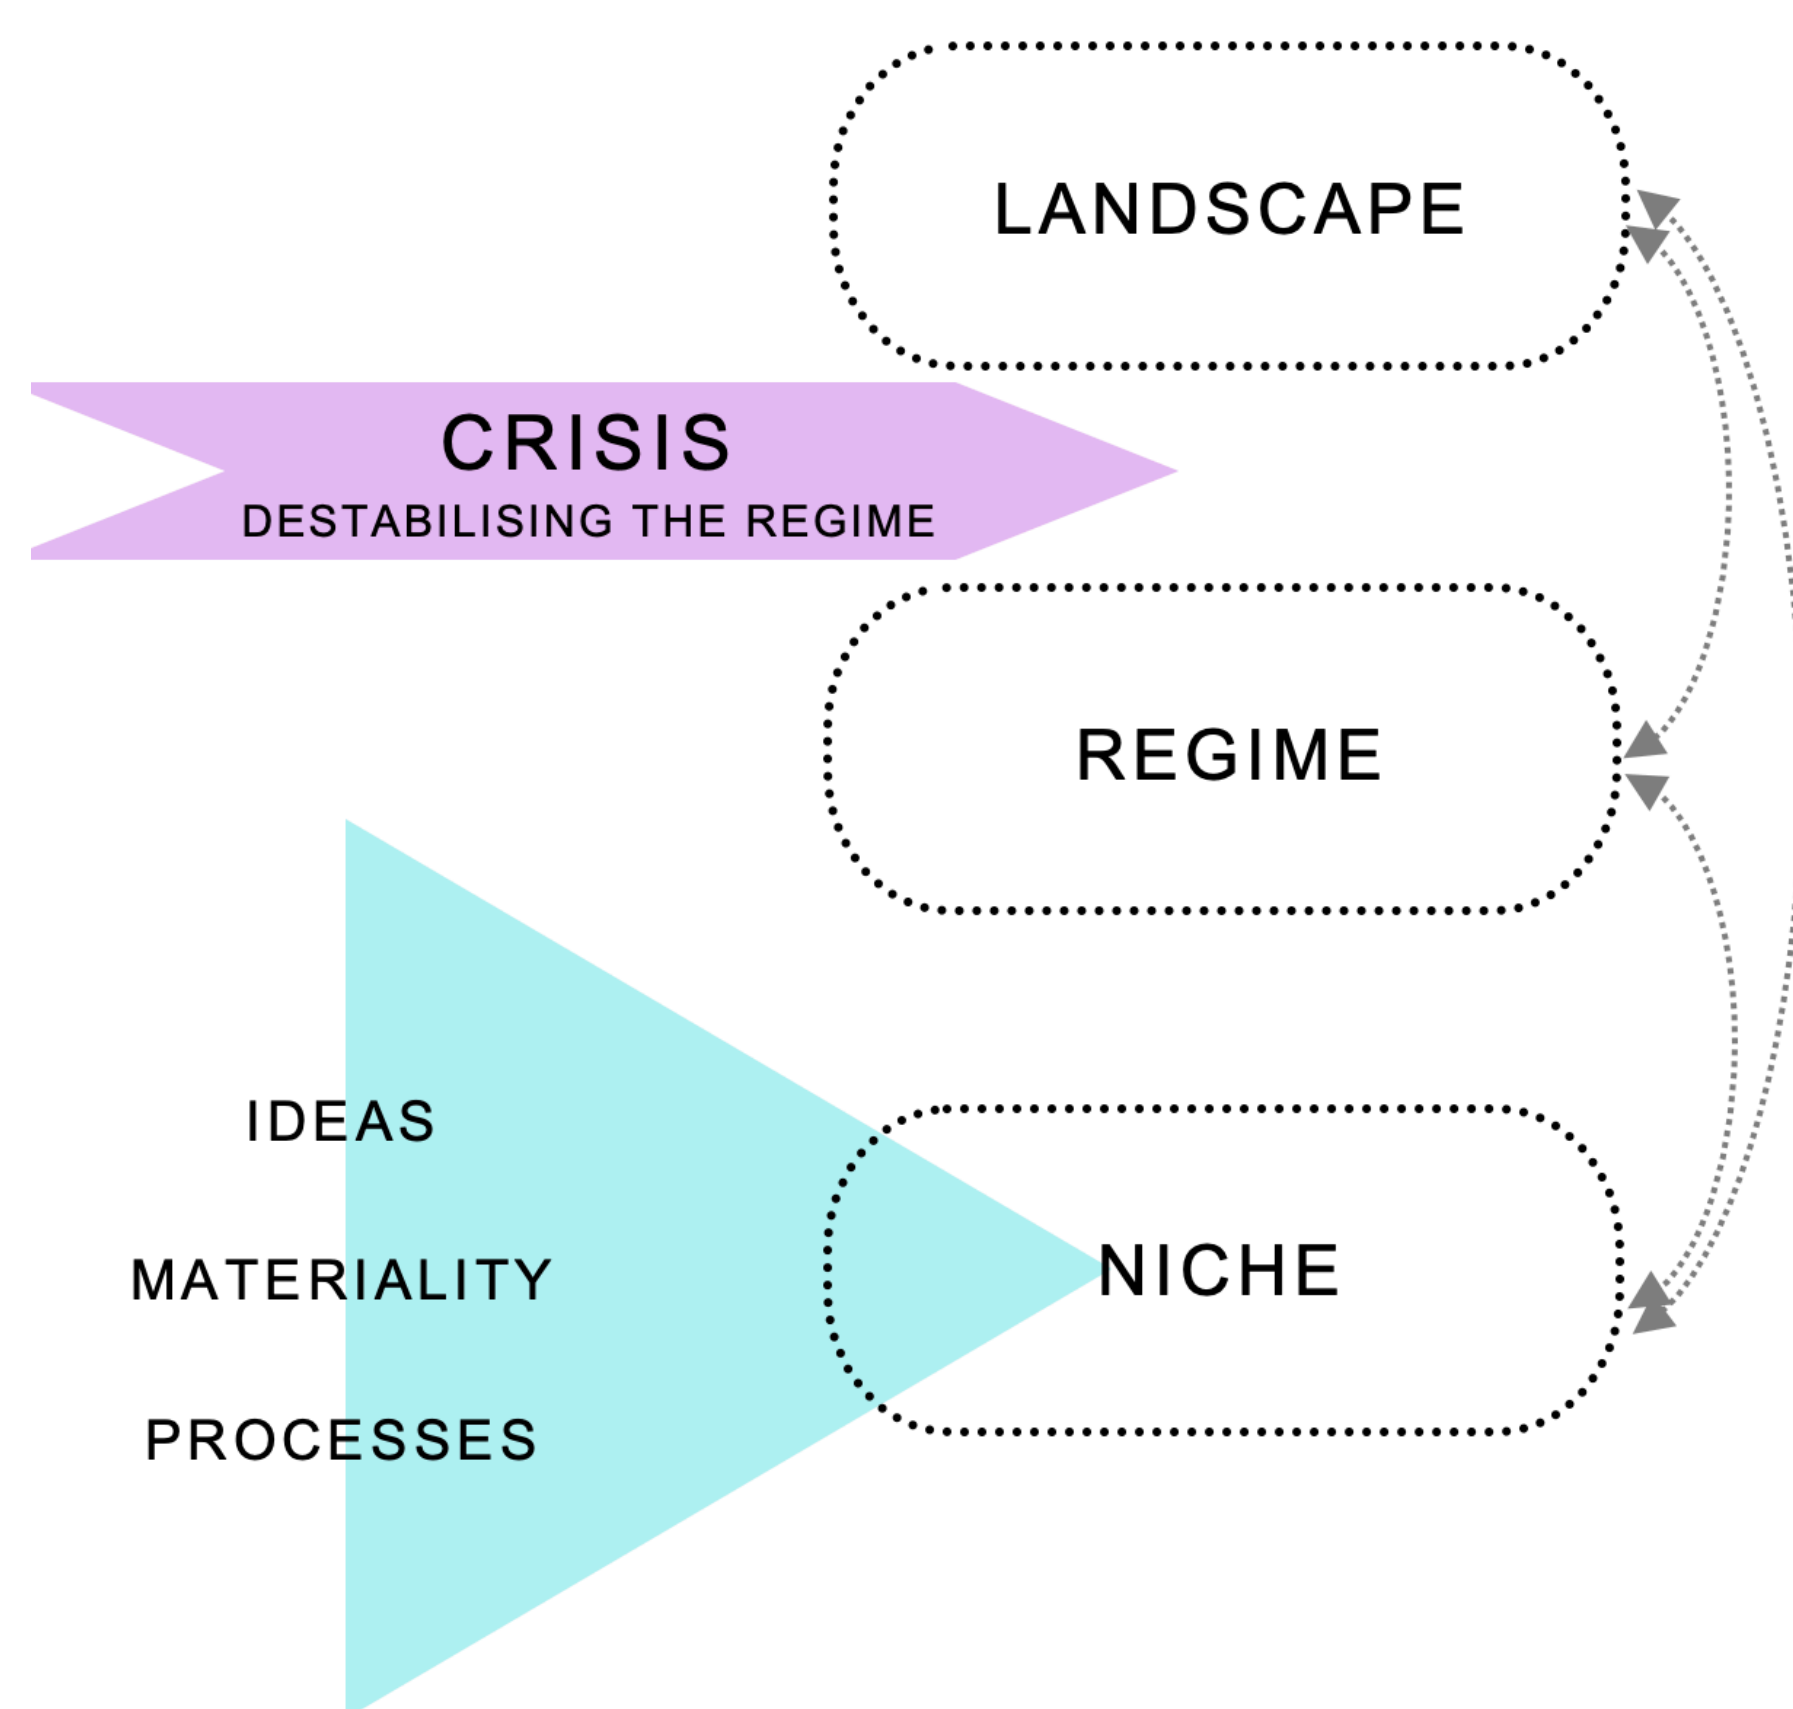 LANDSCAPE
CRISIS
DESTABILISING THE REGIME
REGIME
IDEAS
MATERIALITY
PROCESSES
NICHE